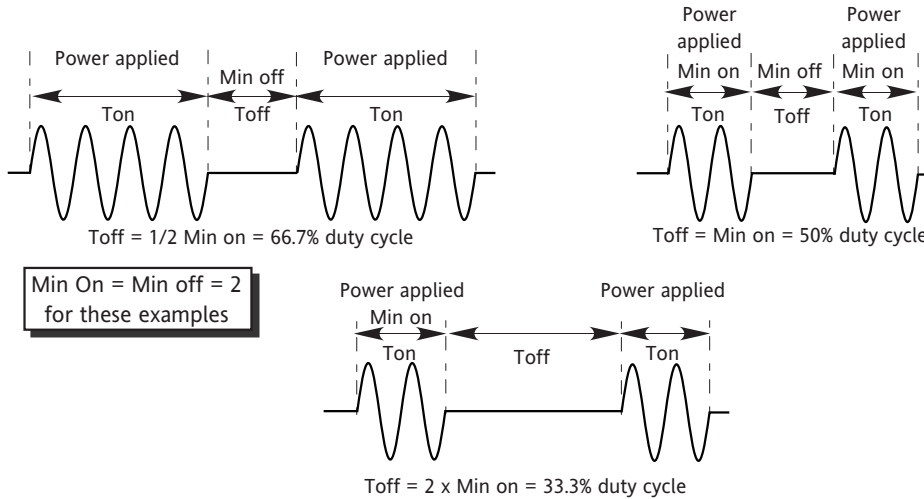 Power applied
Min off
Power applied
Ton
Toff
Ton
Toff = 1/2 Min on = 66.7% duty cycle
Power
applied
Power
applied
Min on
Min off
Min on
Ton
Toff
Ton
Toff = Min on = 50% duty cycle
Min On = Min off = 2
for these examples
Power applied
Power applied
Min on
Ton
Toff
Ton
Toff = 2 x Min on = 33.3% duty cycle